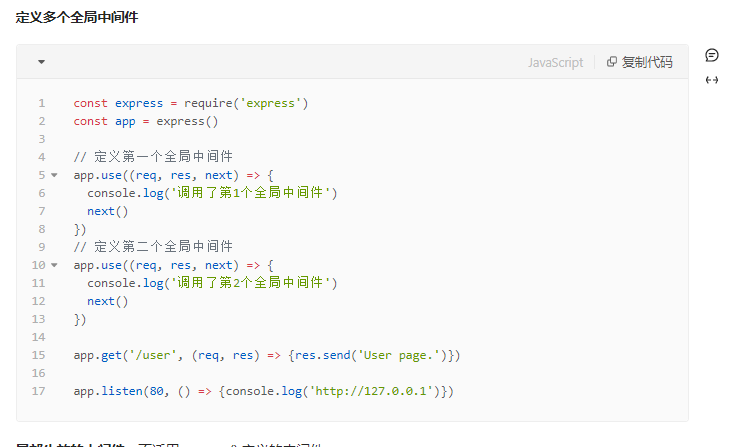 定义多个全局中间件
JavaScript 复制代码
1 const express = require('express')
2 const app = express()
3
4 // 定义第一个全局中间件
5 app.use((req, res, next) => {
6 console.log('调用了第1个全局中间件')
7 next()
8 })
9 // 定义第二个全局中间件
10 app.use((req, res, next) => {
11 console.log('调用了第2个全局中间件')
12 next()
13 })
14
15 app.get('/user', (req, res) => {res.send('User page.')})
16
17 app.listen(80, () => {console.log('http://127.0.0.1')})